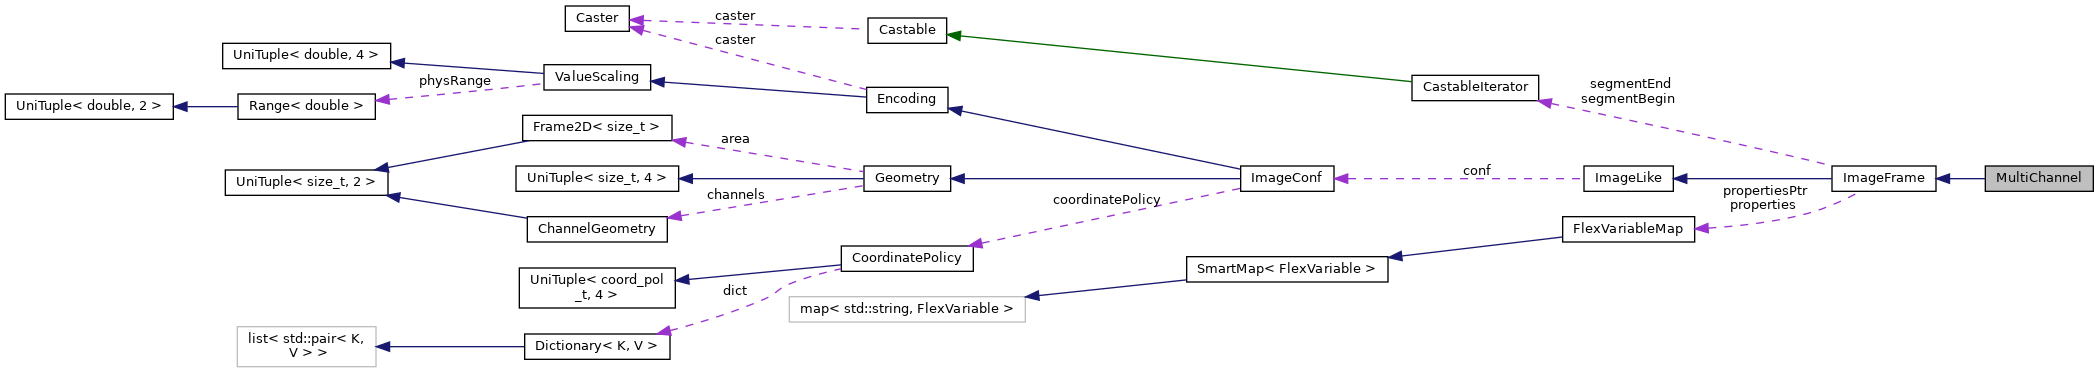 Caster
caster
Castable
caster
UniTuple< double, 4 >
ValueScaling
physRange
CastableIterator
segmentEnd
segmentBegin
UniTuple< double, 2 >
Range< double >
Encoding
Frame2D< size_t >
area
UniTuple< size_t, 2 >
UniTuple< size_t, 4 >
Geometry
ImageConf
conf
ImageLike
ImageFrame
MultiChannel
channels
coordinatePolicy
propertiesPtr
properties
ChannelGeometry
FlexVariableMap
CoordinatePolicy
SmartMap< FlexVariable >
UniTuple< coord_pol
_t, 4 >
dict
map< std::string, FlexVariable >
list< std::pair< K,
V > >
Dictionary< K, V >